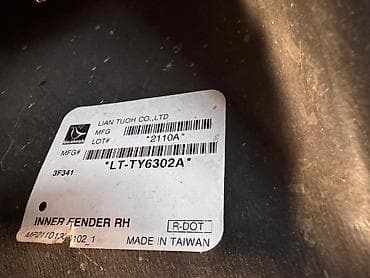 LIAN TUOH CO.,LTD
MFG
LOT# *2110A*
MFG#
*LT-TY6302A*
3F341
INNER FENDER RH
R-DOT
MADE IN TAIWAN